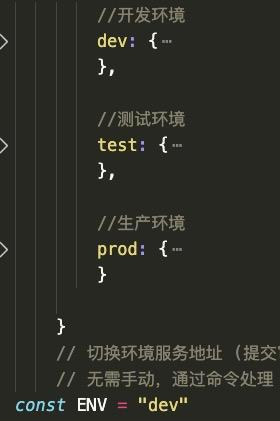 //开发环境
dev: {…
},
//测试环境
test: {…
},
//生产环境
prod: {…
}
}
// 切换环境服务地址 (提交
// 无需手动，通过命令处理
const ENV = "dev"